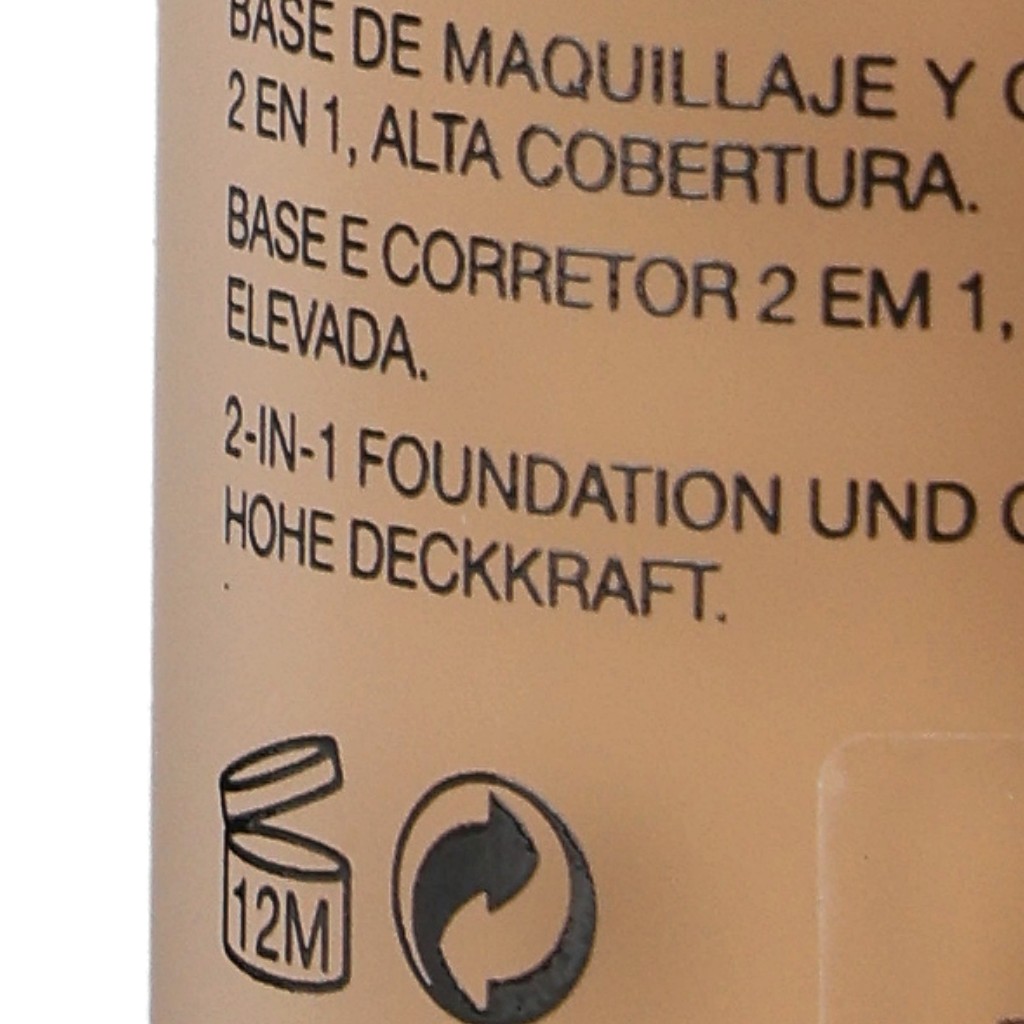 BASE DE MAQUILLAJE Y
2 EN 1, ALTA COBERTURA.
BASE E CORRETOR 2 EM 1,
ELEVADA.
2-IN-1 FOUNDATION UND
HOHE DECKKRAFT.
12M